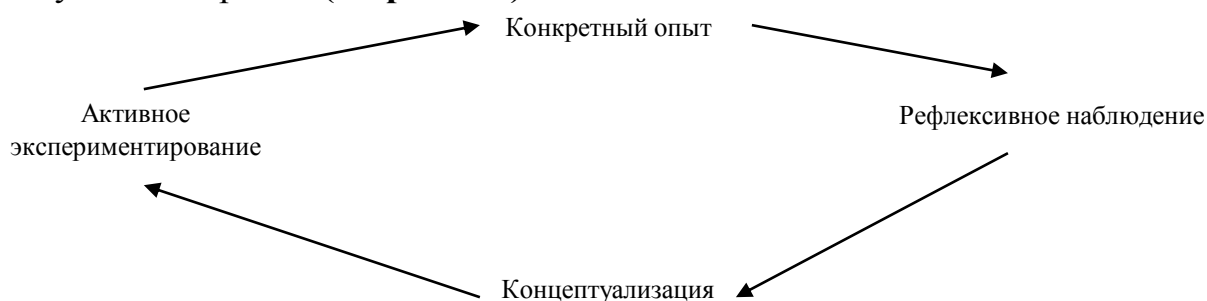 Конкретный опыт
Активное
экспериментирование
Рефлексивное наблюдение
Концептуализация